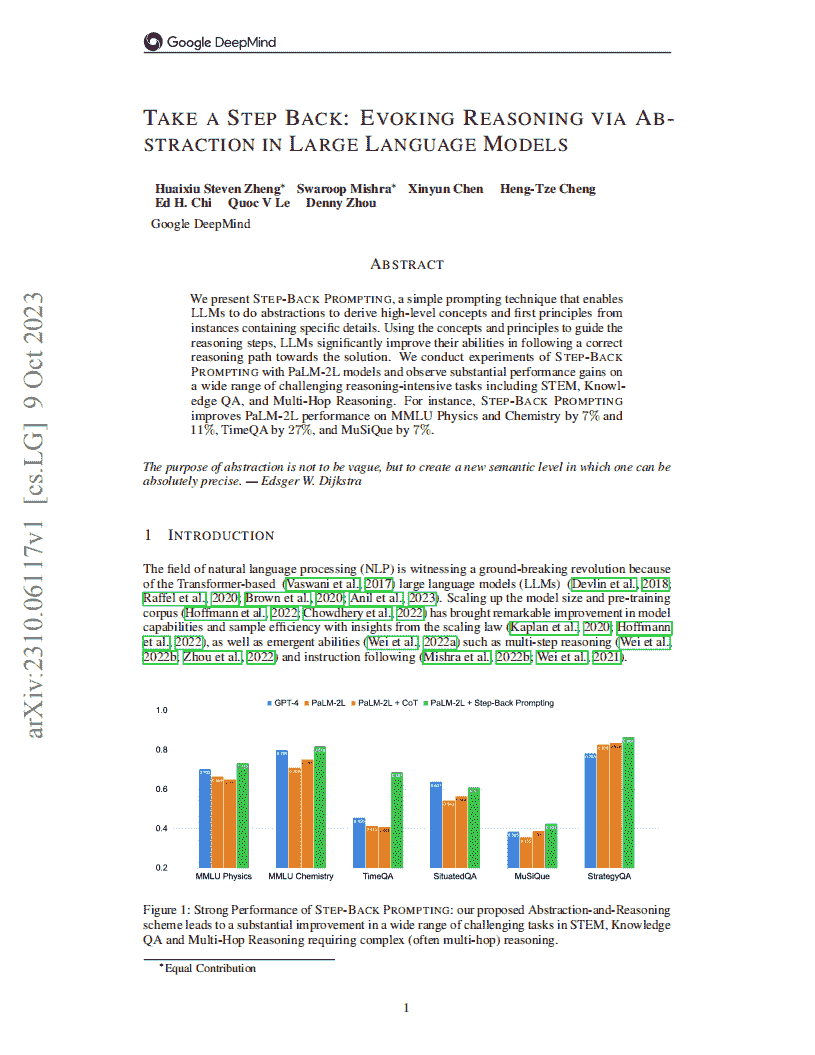 Google DeepMind
TAKE A STEP BACK: EVOKING REASONING VIA AB-
STRACTION IN LARGE LANGUAGE MODELS
Huaixiu Steven Zheng* Swaroop Mishra* Xinyun Chen Heng-Tze Cheng
Ed H. Chi Quoc V Le Denny Zhou
Google DeepMind
ABSTRACT
We present STEP-BACK PROMPTING, a simple prompting technique that enables
LLMs to do abstractions to derive high-level concepts and first principles from
instances containing specific details. Using the concepts and principles to guide the
reasoning steps, LLMs significantly improve their abilities in following a correct
reasoning path towards the solution. We conduct experiments of STEP-BACK
PROMPTING with PaLM-2L models and observe substantial performance gains on
a wide range of challenging reasoning-intensive tasks including STEM, Knowl-
edge QA, and Multi-Hop Reasoning. For instance, STEP-BACK PROMPTING
improves PaLM-2L performance on MMLU Physics and Chemistry by 7% and
11%, TimeQA by 27%, and MuSiQue by 7%.
The purpose of abstraction is not to be vague, but to create a new semantic level in which one can be
absolutely precise. — Edsger W. Dijkstra
1 INTRODUCTION
The field of natural language processing (NLP) is witnessing a ground-breaking revolution because
of the Transformer-based (Vaswani et al., 2017) large language models (LLMs) (Devlin et al., 2018;
Raffel et al., 2020; Brown et al., 2020; Anil et al., 2023). Scaling up the model size and pre-training
corpus (Hoffmann et al., 2022; Chowdhery et al., 2022) has brought remarkable improvement in model
capabilities and sample efficiency with insights from the scaling law (Kaplan et al., 2020; Hoffmann
et al., 2022), as well as emergent abilities (Wei et al., 2022a) such as multi-step reasoning (Wei et al.,
2022b; Zhou et al., 2022) and instruction following (Mishra et al., 2022b; Wei et al., 2021).
GPT-4 PaLM-2L PaLM-2L + CoT PaLM-2L + Step-Back Prompting
1.0
0.8
0.6
0.4
0.2
MMLU Physics MMLU Chemistry TimeQA SituatedQA MuSiQue StrategyQA
Figure 1: Strong Performance of STEP-BACK PROMPTING: our proposed Abstraction-and-Reasoning
scheme leads to a substantial improvement in a wide range of challenging tasks in STEM, Knowledge
QA and Multi-Hop Reasoning requiring complex (often multi-hop) reasoning.
*Equal Contribution
1
arXiv:2310.06117v1 [cs.LG] 9 Oct 2023